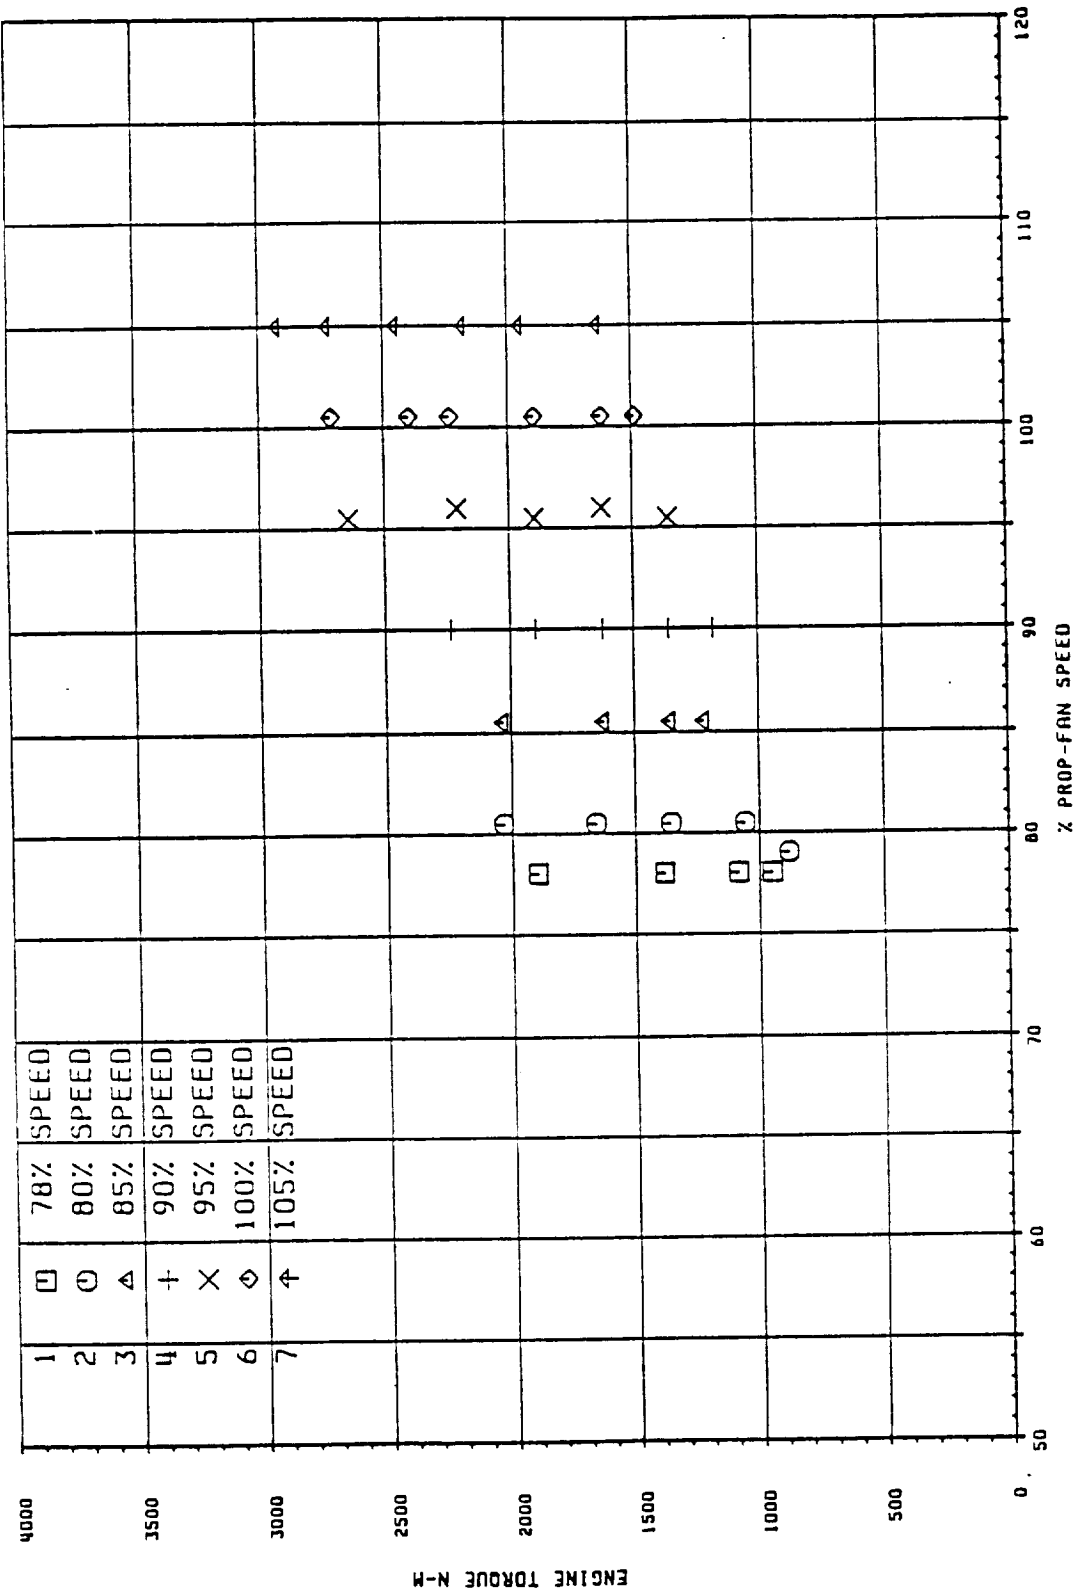 1 78% SPEED
2 80% SPEED
3 85% SPEED
4 90% SPEED
5 95% SPEED
6 100% SPEED
7 105% SPEED
ENGINE TORQUE N-M
4000
3500
3000
2500
2000
1500
1000
500
0.
50
60
70
80
90
100
110
120
% PROP-FAN SPEED